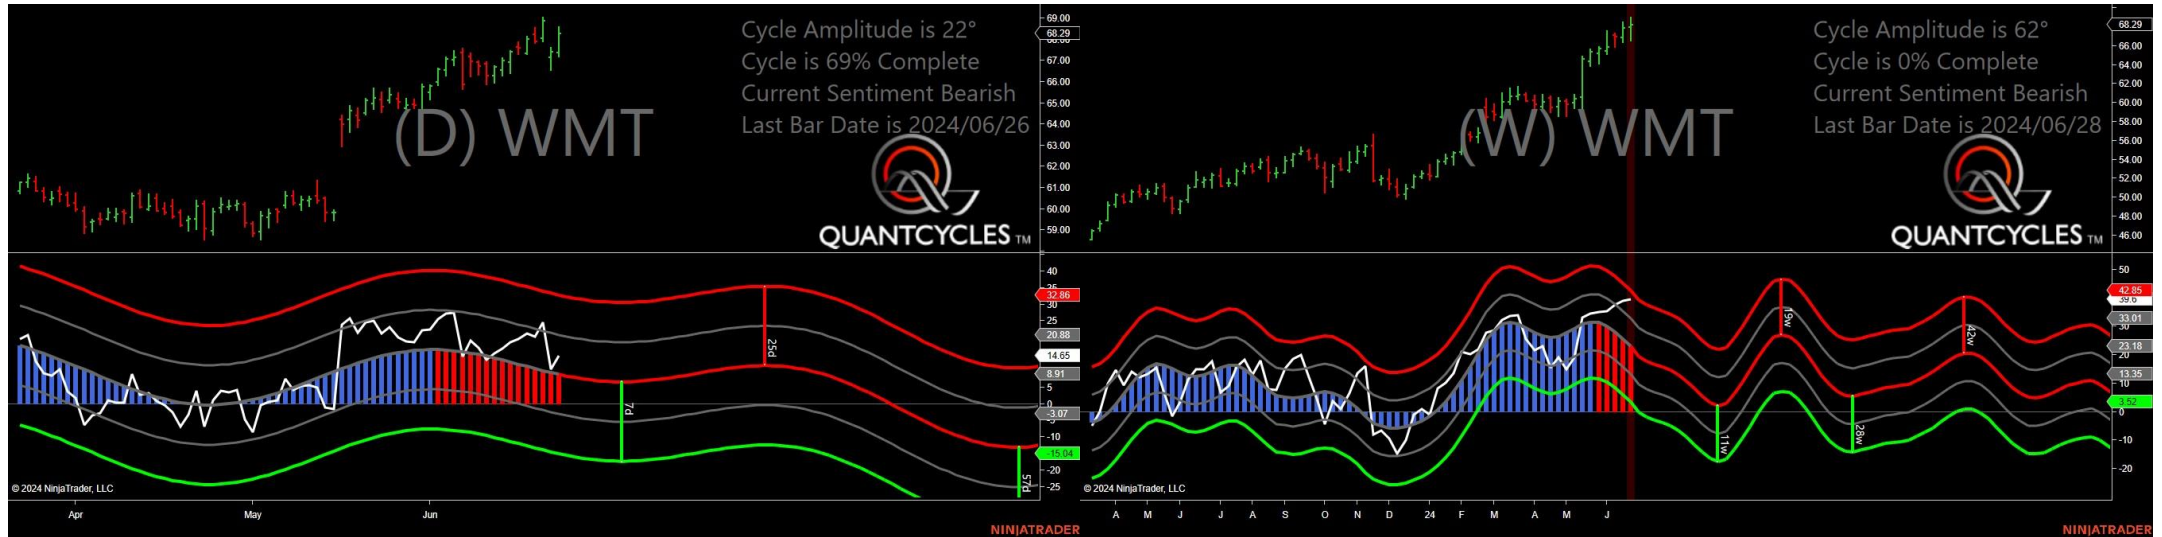 Cycle Amplitude is 22°
Cycle is 69% Complete
Current Sentiment Bearish
Last Bar Date is 2024/06/26
(D) WMT
QUANTCYCLES TM
69.00
68.29
67.00
66.00
65.00
64.00
63.00
62.00
61.00
60.00
59.00
40
35
32.86
30
25
20.88
14.65
8.91
5
0
-3.07
-10
-15.04
-20
-25
25d
7d
57d
© 2024 NinjaTrader, LLC
Apr May Jun
NINJATRADER
Cycle Amplitude is 62°
Cycle is 0% Complete
Current Sentiment Bearish
Last Bar Date is 2024/06/28
(W) WMT
QUANTCYCLES TM
68.29
66.00
64.00
62.00
60.00
58.00
56.00
54.00
52.00
50.00
48.00
46.00
50
42.85
39.6
33.01
30
23.18
20
13.35
10
3.52
0
-10
-20
19w
42w
11w
28w
© 2024 NinjaTrader, LLC
A M J J A S O N D 24 F M A M J
NINJATRADER